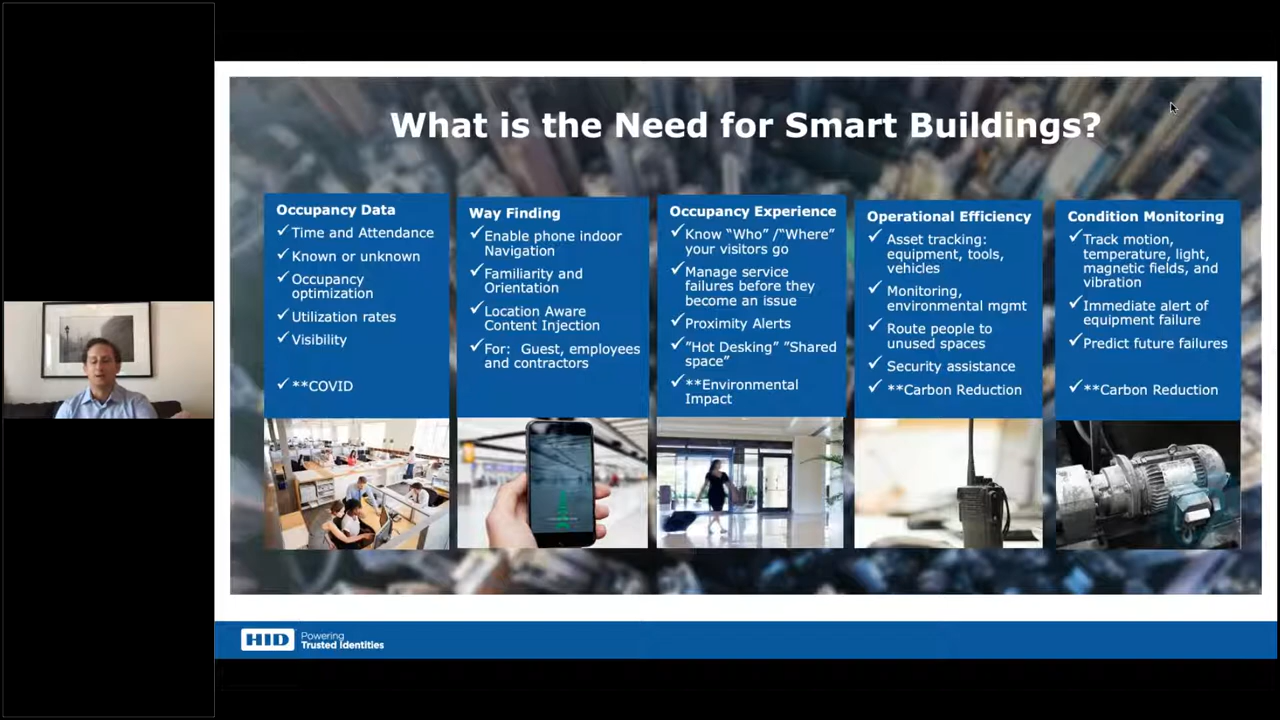 What is the Need for Smart Buildings?
Occupancy Data
Time and Attendance
Known or unknown
Occupancy
optimization
Utilization rates
Visibility
**COVID
Way Finding
Enable phone indoor
Navigation
Familiarity and
Orientation
Location Aware
Content Injection
For: Guest, employees
and contractors
Occupancy Experience
Know “Who” /“Where”
your visitors go
Manage service
failures before they
become an issue
Proximity Alerts
”Hot Desking” ”Shared
space”
**Environmental
Impact
Operational Efficiency
Asset tracking:
equipment, tools,
vehicles
Monitoring,
environmental mgmt
Route people to
unused spaces
Security assistance
**Carbon Reduction
Condition Monitoring
Track motion,
temperature, light,
magnetic fields, and
vibration
Immediate alert of
equipment failure
Predict future failures
**Carbon Reduction
HID
Powering
Trusted Identities